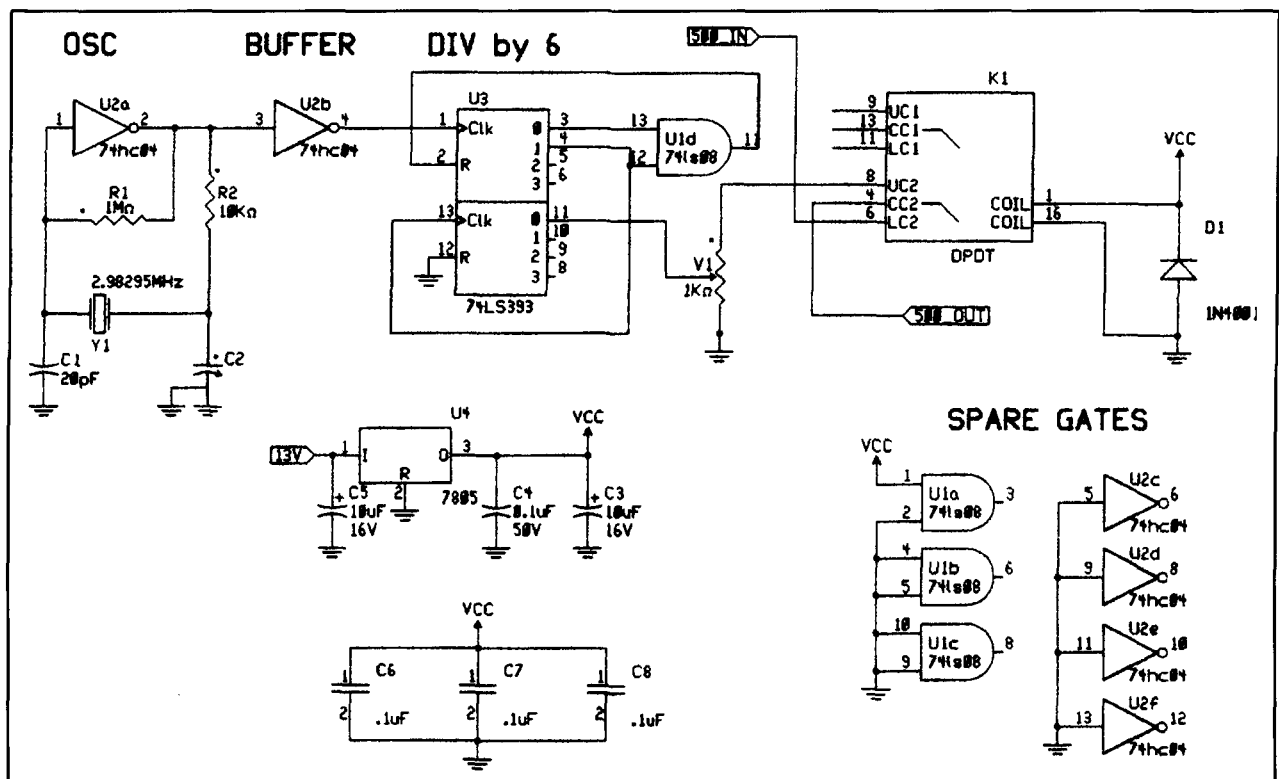 OSC BUFFER DIV by 6
500_IN
K1
U2a
1 2
74hc04
U2b
3 4
74hc04
U3
1 Clk
2 R
0 3
1 4
2 5
3 6
13 Clk
12 R
0 11
1 10
2 9
3 8
74LS393
13
12
U1d
74ls08
11
R1
1MΩ
R2
10KΩ
2.98295MHz
Y1
C1
20pF
C2
V1
1KΩ
9 UC1
13 CC1
11 LC1
8 UC2
4 CC2
6 LC2
COIL 1
COIL 16
DPDT
VCC
D1
1N4001
500_OUT
U4
13V
1 I
O 3
R
2
7805
C5
+
10uF
16V
C4
0.1uF
50V
VCC
C3
+
10uF
16V
VCC
C6
1
2
.1uF
C7
1
2
.1uF
C8
1
2
.1uF
SPARE GATES
VCC
1
2
U1a
74ls08
3
4
5
U1b
74ls08
6
10
9
U1c
74ls08
8
U2c
5 6
74hc04
U2d
9 8
74hc04
U2e
11 10
74hc04
U2f
13 12
74hc04